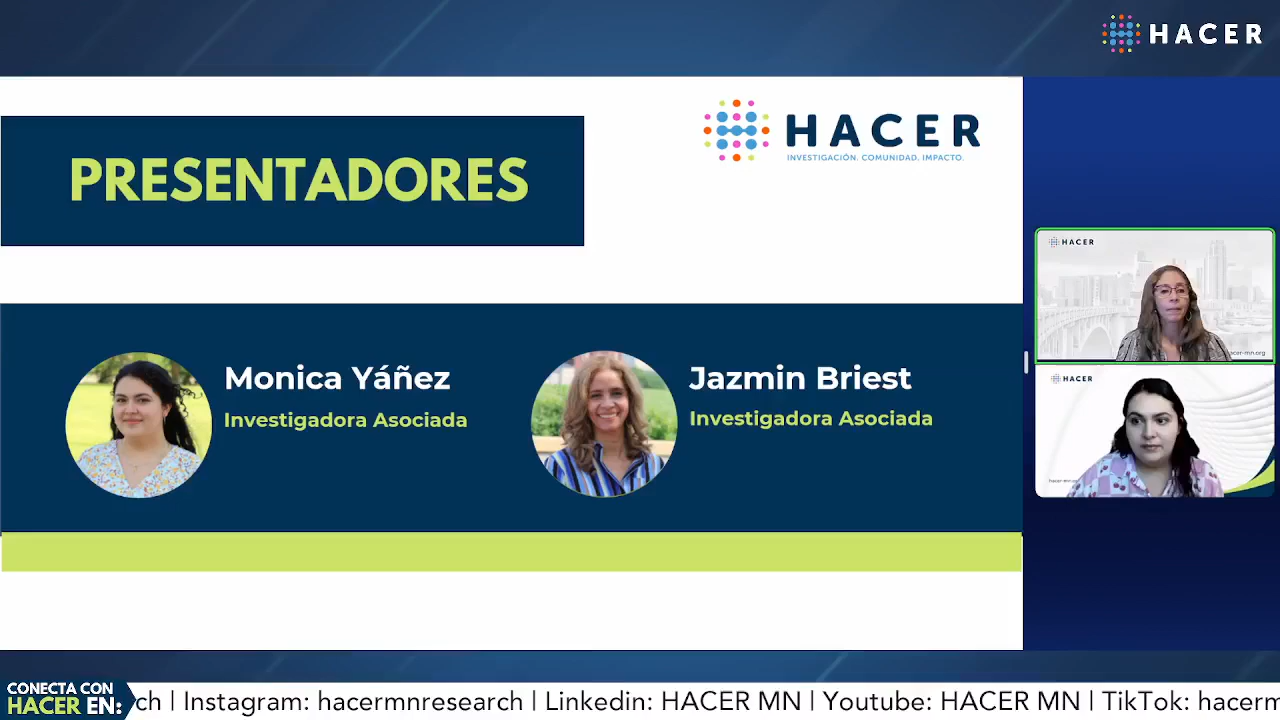 HACER
PRESENTADORES
HACER
INVESTIGACIÓN. COMUNIDAD. IMPACTO.
Monica Yáñez
Investigadora Asociada
Jazmin Briest
Investigadora Asociada
HACER
HACER
CONECTA CON
HACER EN:
ch | Instagram: hacermnresearch | Linkedin: HACER MN | Youtube: HACER MN | TikTok: hacerm